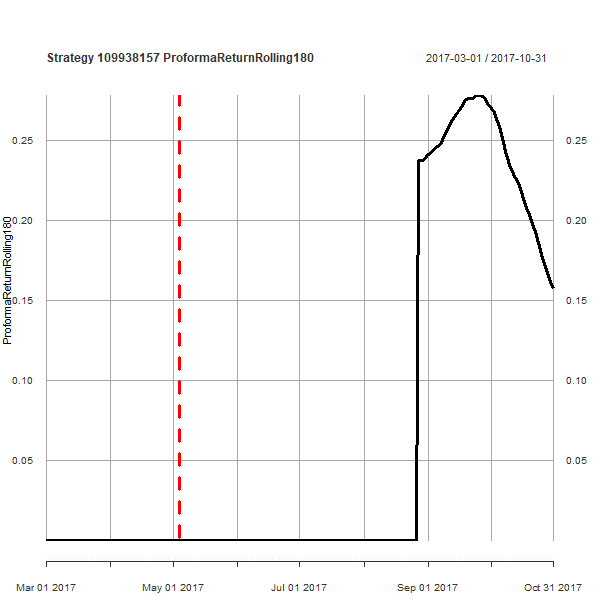 Strategy 109938157 ProformaReturnRolling180
2017-03-01 / 2017-10-31
ProformaReturnRolling180
0.25 0.25
0.20 0.20
0.15 0.15
0.10 0.10
0.05 0.05
Mar 01 2017 May 01 2017 Jul 01 2017 Sep 01 2017 Oct 31 2017